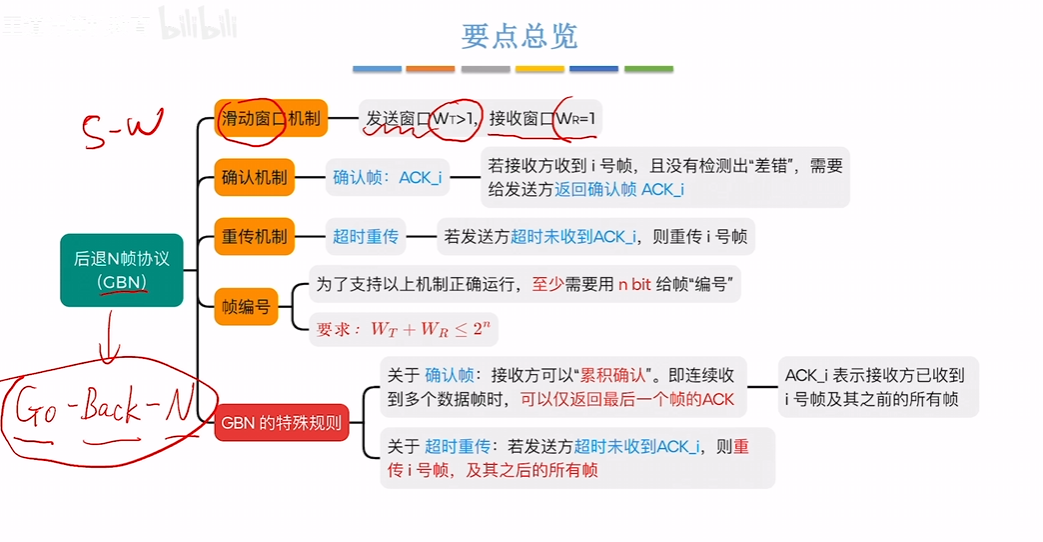 bilibili
要点总览
S-W
滑动窗口机制
发送窗口WT>1，接收窗口WR=1
确认机制
确认帧：ACK_i
若接收方收到 i 号帧，且没有检测出“差错”，需要
给发送方返回确认帧 ACK_i
重传机制
超时重传
若发送方超时未收到ACK_i，则重传 i 号帧
后退N帧协议
(GBN)
帧编号
为了支持以上机制正确运行，至少需要用 n bit 给帧“编号”
要求：W_T + W_R ≤ 2^n
Go-Back-N
GBN 的特殊规则
关于 确认帧：接收方可以“累积确认”。即连续收
到多个数据帧时，可以仅返回最后一个帧的ACK
ACK_i 表示接收方已收到
i 号帧及其之前的所有帧
关于 超时重传：若发送方超时未收到ACK_i，则重
传 i 号帧，及其之后的所有帧